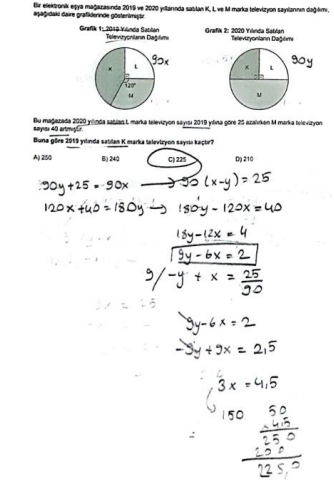 Bir elektronik eşya mağazasında 2019 ve 2020 yıllarında satılan K, L ve M marka televizyon sayılarının dağılımı,
aşağıdaki daire grafiklerinde gösterilmiştir.
Grafik 1: 2019 Yılında Satılan
Televizyonların Dağılımı
Grafik 2: 2020 Yılında Satılan
Televizyonların Dağılımı
K L 90x
120°
M
K L 90y
M
Bu mağazada 2020 yılında satılan L marka televizyon sayısı 2019 yılına göre 25 azalırken M marka televizyon
sayısı 40 artmıştır.
Buna göre 2019 yılında satılan K marka televizyon sayısı kaçtır?
A) 250 B) 240 C) 225 D) 210
90y+25 = 90x → 90 (x-y) = 25
120x+40 = 180y → 180y - 120x = 40
18y-12x = 4
9y - 6x = 2
9/ -y + x = 25/90
9y-6x = 2
-9y + 9x = 2,5
3x = 4,5
150
50
x 4,5
250
200
225,0